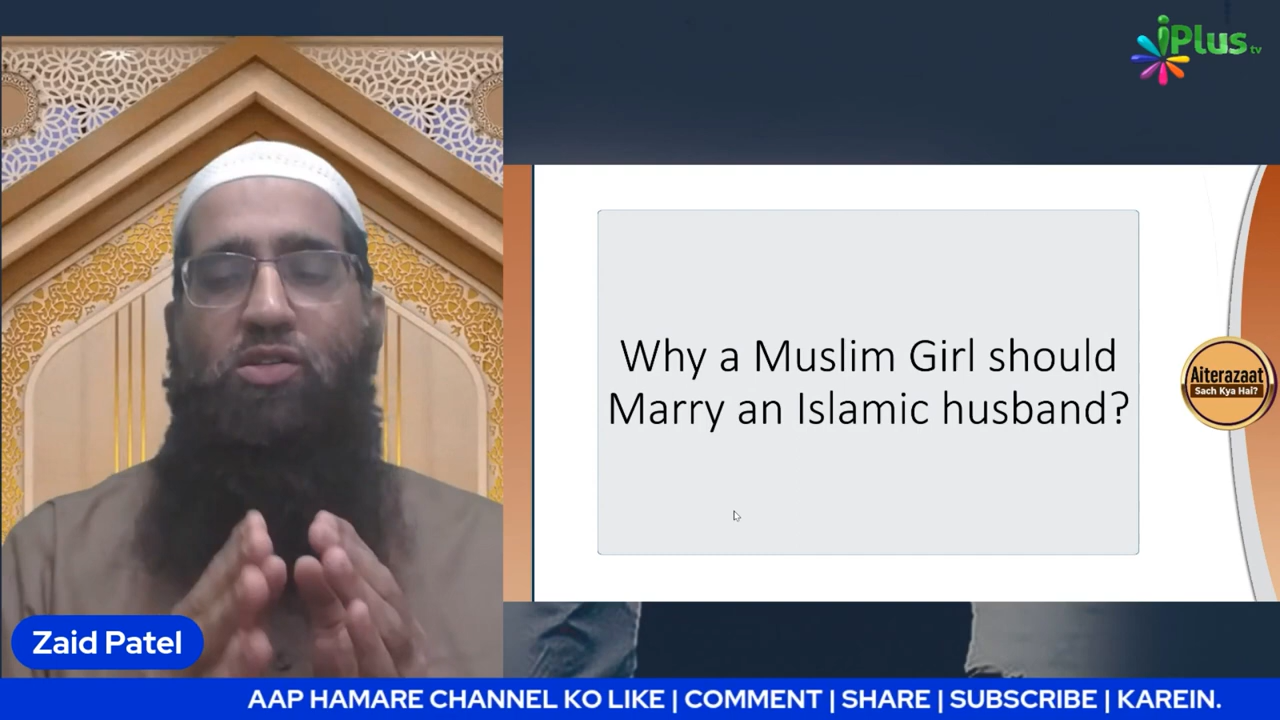 iPlus tv
Why a Muslim Girl should
Marry an Islamic husband?
Aiterazaat
Sach Kya Hai?
Zaid Patel
AAP HAMARE CHANNEL KO LIKE | COMMENT | SHARE | SUBSCRIBE | KAREIN.